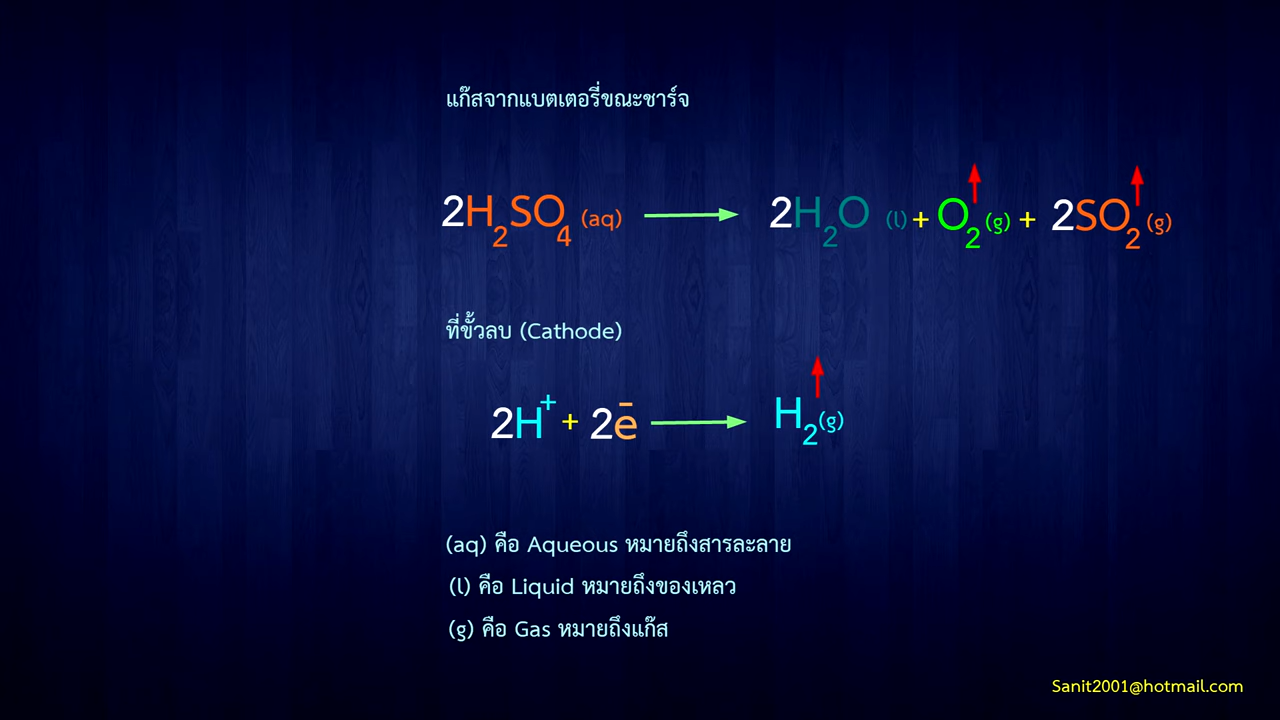 แก๊สจากแบตเตอรี่ขณะชาร์จ
2H₂SO₄ (aq) → 2H₂O (l) + O₂ (g) + 2SO₂ (g)
ที่ขั้วลบ (Cathode)
2H⁺ + 2e̅ → H₂(g)
(aq) คือ Aqueous หมายถึงสารละลาย
(l) คือ Liquid หมายถึงของเหลว
(g) คือ Gas หมายถึงแก๊ส
Sanit2001@hotmail.com